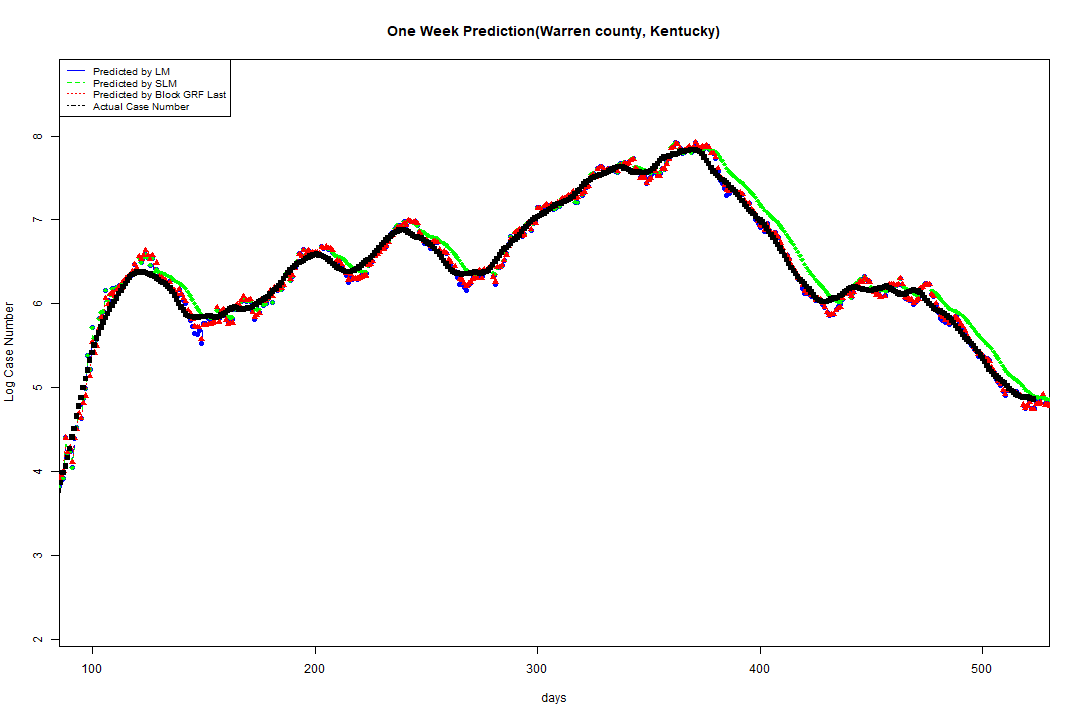 One Week Prediction(Warren county, Kentucky)
Predicted by LM
Predicted by SLM
Predicted by Block GRF Last
Actual Case Number
Log Case Number
8
7
6
5
4
3
2
100 200 300 400 500
days